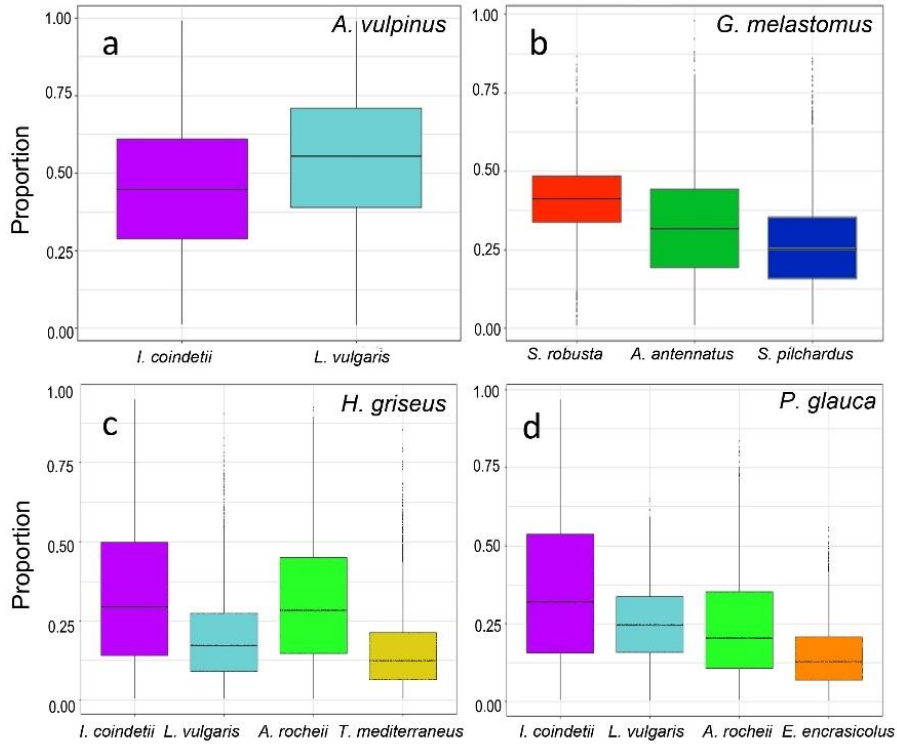 a
A. vulpinus
Proportion
1.00
0.75
0.50
0.25
0.00
I. coindetii L. vulgaris
b
G. melastomus
1.00
0.75
0.50
0.25
0.00
S. robusta A. antennatus S. pilchardus
c
H. griseus
Proportion
1.00
0.75
0.50
0.25
0.00
I. coindetii L. vulgaris A. rocheii T. mediterraneus
d
P. glauca
1.00
0.75
0.50
0.25
0.00
I. coindetii L. vulgaris A. rocheii E. encrasicolus